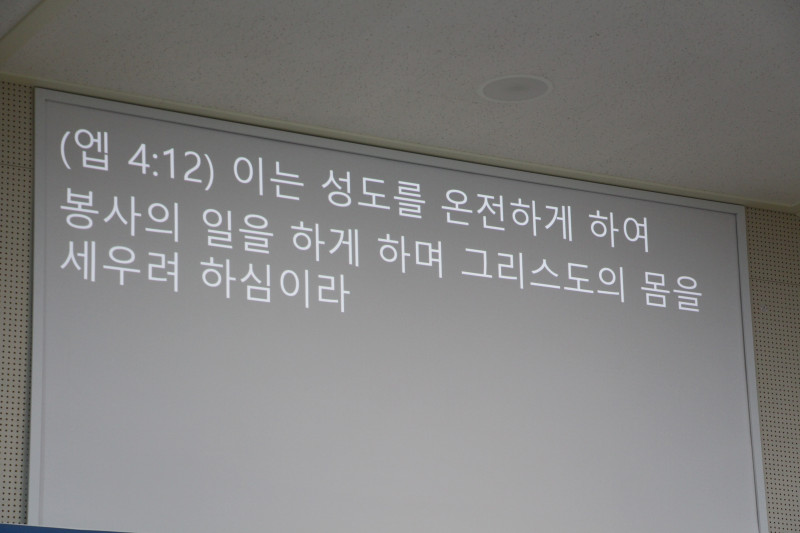 (엡 4:12) 이는 성도를 온전하게 하여
봉사의 일을 하게 하며 그리스도의 몸을
세우려 하심이라